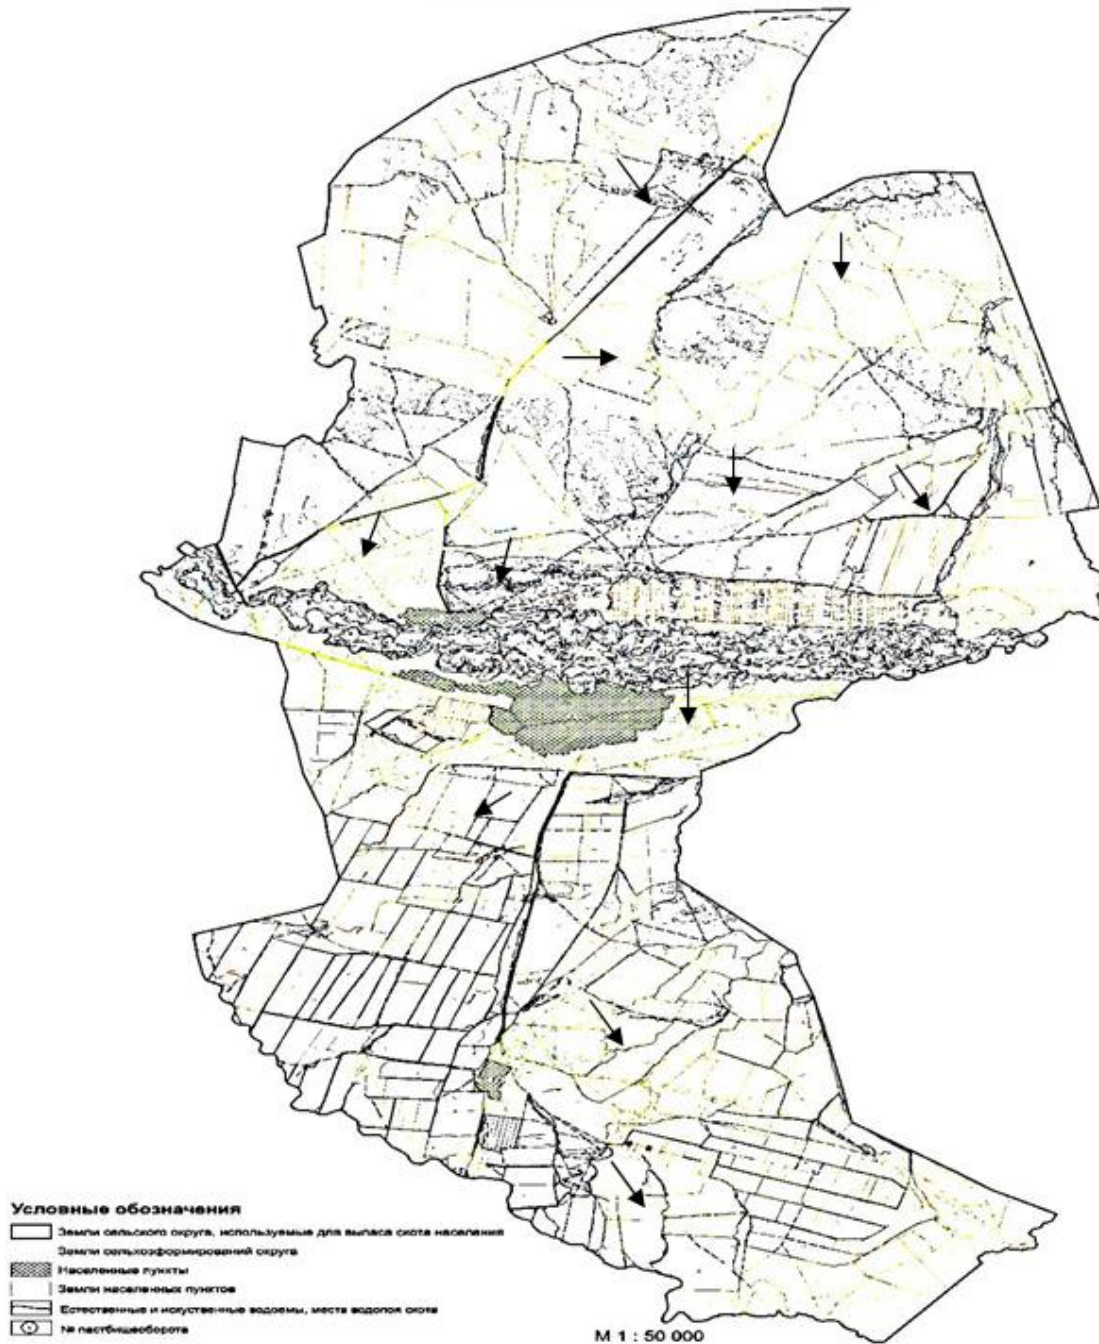 Условные обозначения
Земли сельского округа, используемые для выпаса скота населения
Земли сельхозформирований округа
Населенные пункты
Земли населенных пунктов
Естественные и искуственные водоемы, места водопоя скота
№ пастбищеоборота
М 1 : 50 000